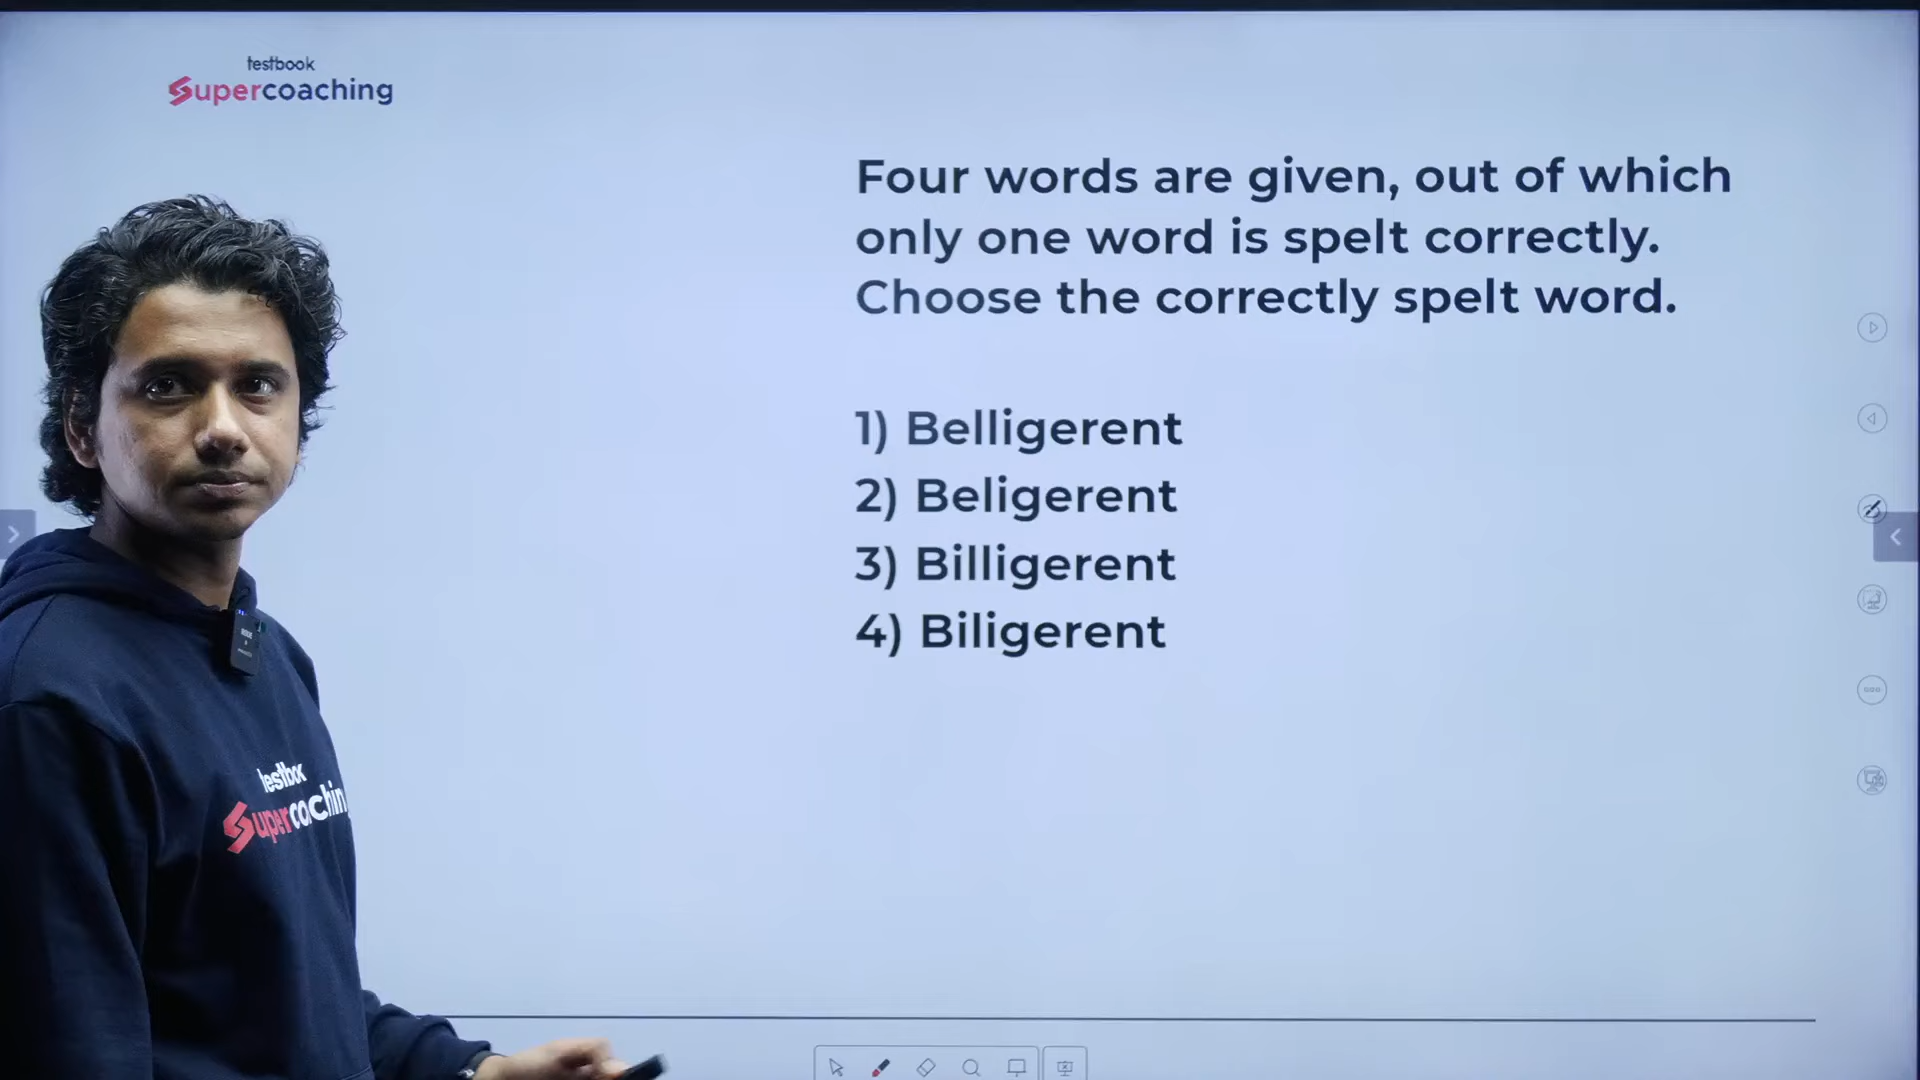 testbook
Supercoaching
Four words are given, out of which
only one word is spelt correctly.
Choose the correctly spelt word.
1) Belligerent
2) Beligerent
3) Billigerent
4) Biligerent
testbook
Supercoachin